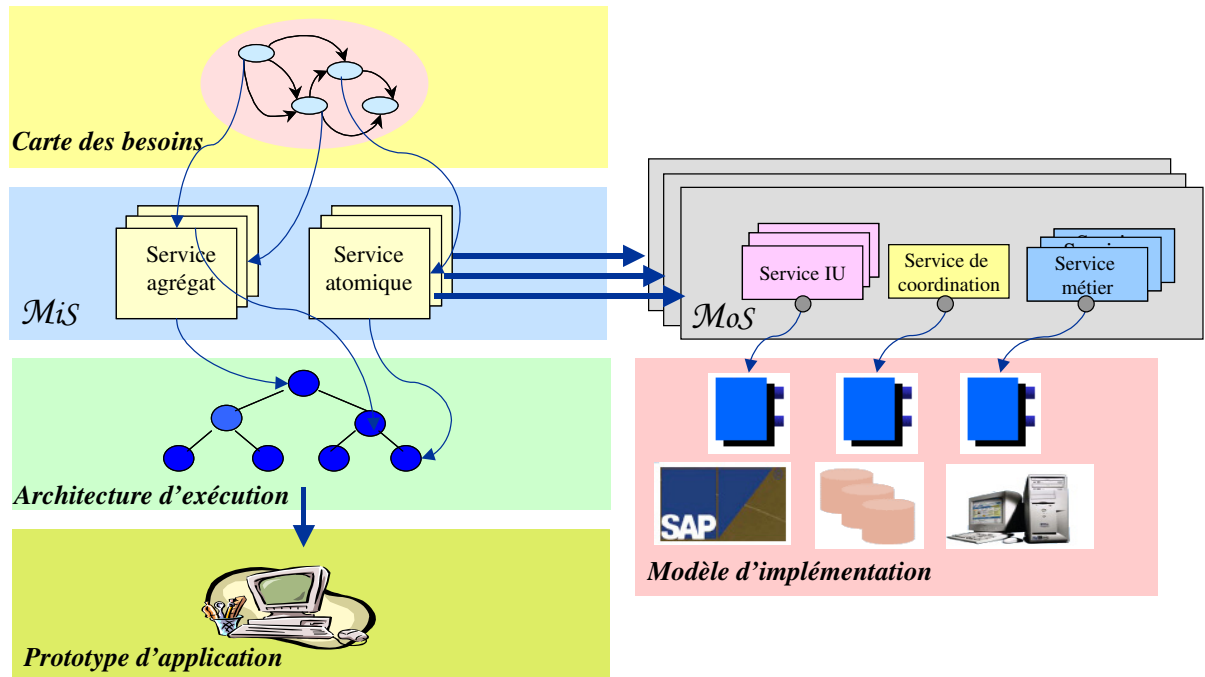 Carte des besoins
Service
agrégat
Service
atomique
MiS
Service IU
Service de
coordination
Service
métier
MoS
Architecture d'exécution
SAP
Modèle d'implémentation
Prototype d'application